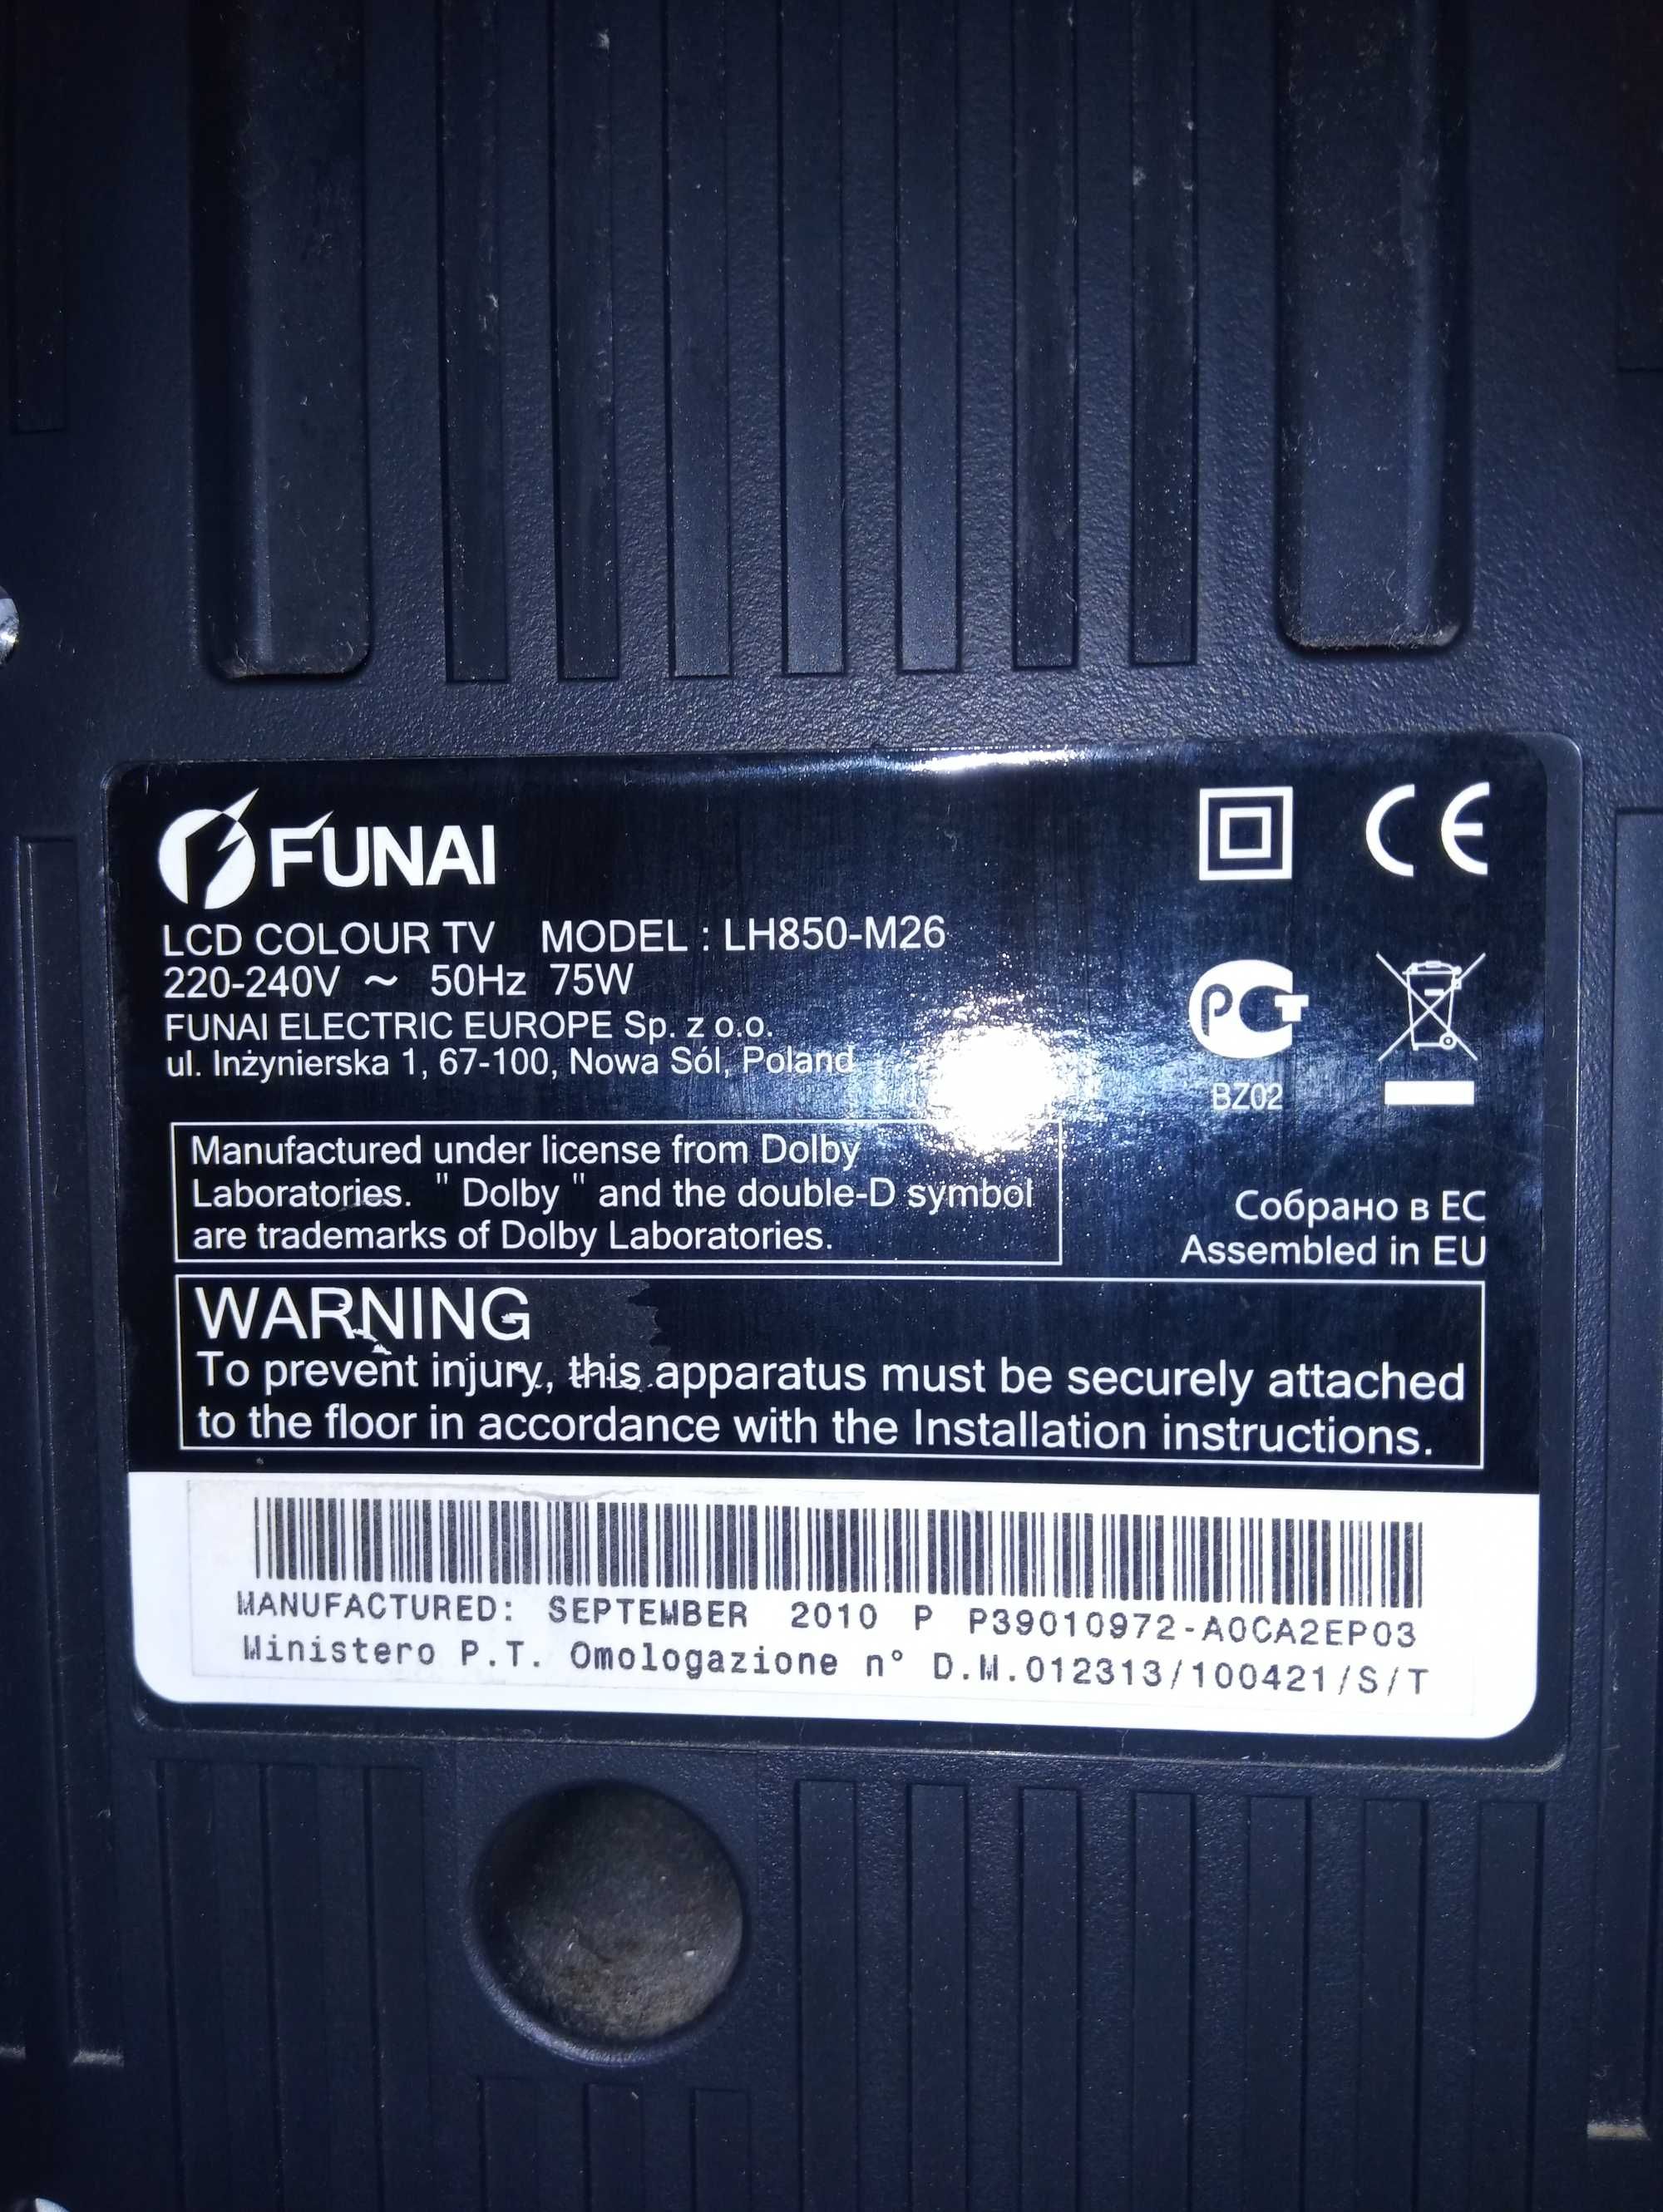 FUNAI
LCD COLOUR TV MODEL : LH850-M26
220-240V ~ 50Hz 75W
FUNAI ELECTRIC EUROPE Sp. z o.o.
ul. Inżynierska 1, 67-100, Nowa Sól, Poland
CE
РСТ
BZ02
Manufactured under license from Dolby
Laboratories. " Dolby " and the double-D symbol
are trademarks of Dolby Laboratories.
Собрано в ЕС
Assembled in EU
WARNING
To prevent injury, this apparatus must be securely attached
to the floor in accordance with the Installation instructions.
MANUFACTURED: SEPTEMBER 2010 P P39010972-A0CA2EP03
Ministero P.T. Omologazione n° D.M.012313/100421/S/T